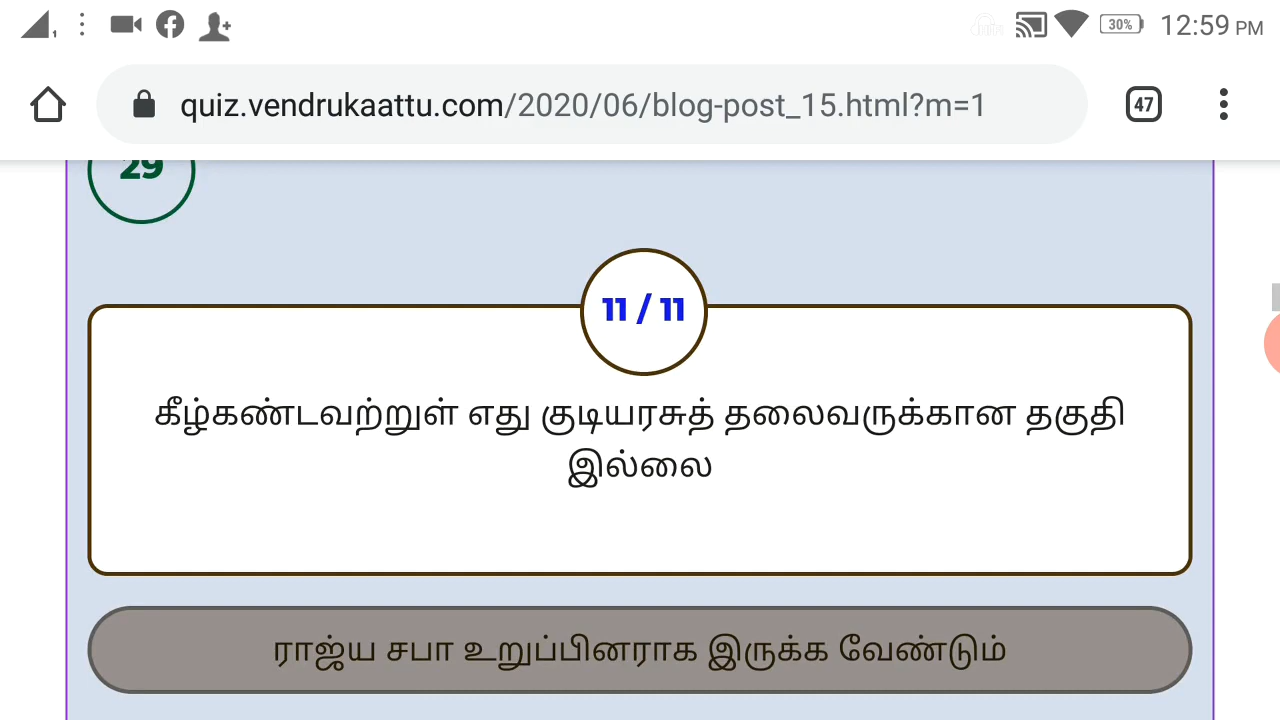 30% 12:59 PM
quiz.vendrukaattu.com/2020/06/blog-post_15.html?m=1 47
29
11 / 11
கீழ்கண்டவற்றுள் எது குடியரசுத் தலைவருக்கான தகுதி
இல்லை
ராஜ்ய சபா உறுப்பினராக இருக்க வேண்டும்